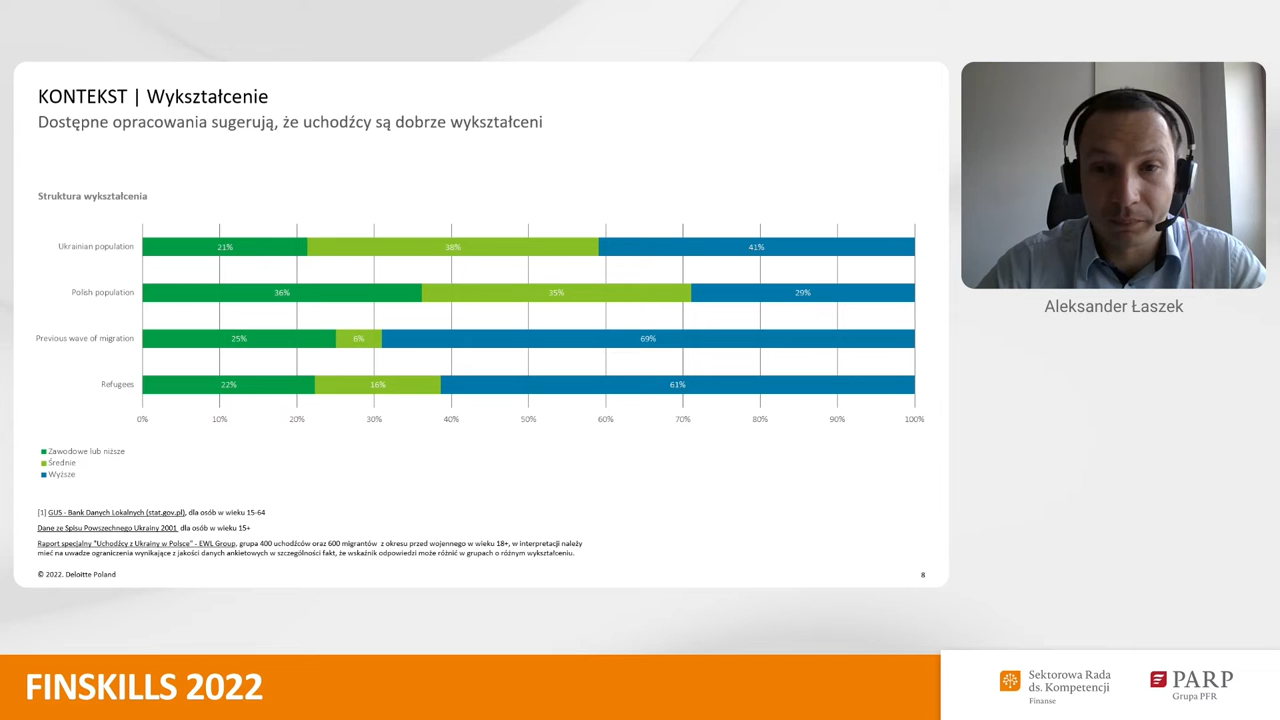 KONTEKST | Wykształcenie
Dostępne opracowania sugerują, że uchodźcy są dobrze wykształceni
Struktura wykształcenia
Ukrainian population
21%
38%
41%
Polish population
36%
35%
29%
Previous wave of migration
25%
6%
69%
Refugees
22%
16%
61%
0%
10%
20%
30%
40%
50%
60%
70%
80%
90%
100%
Zawodowe lub niższe
Średnie
Wyższe
[1] GUS - Bank Danych Lokalnych (stat.gov.pl), dla osób w wieku 15-64
Dane ze Spisu Powszechnego Ukrainy 2001 dla osób w wieku 15+
Raport specjalny "Uchodźcy z Ukrainy w Polsce" - EWL Group, grupa 400 uchodźców oraz 600 migrantów z okresu przed wojennego w wieku 18+, w interpretacji należy
mieć na uwadze ograniczenia wynikające z jakości danych ankietowych w szczególności fakt, że wskaźnik odpowiedzi może różnić w grupach o różnym wykształceniu.
© 2022. Deloitte Poland
8
Aleksander Łaszek
FINSKILLS 2022
Sektorowa Rada
ds. Kompetencji
Finanse
PARP
Grupa PFR